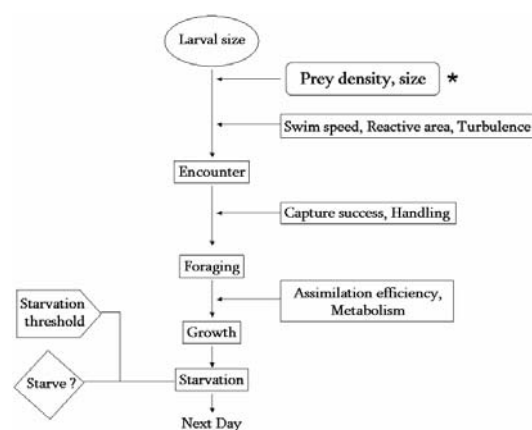 Larval size
Prey density, size *
Swim speed, Reactive area, Turbulence
Encounter
Capture success, Handling
Foraging
Assimilation efficiency,
Metabolism
Starvation
threshold
Growth
Starve ?
Starvation
Next Day